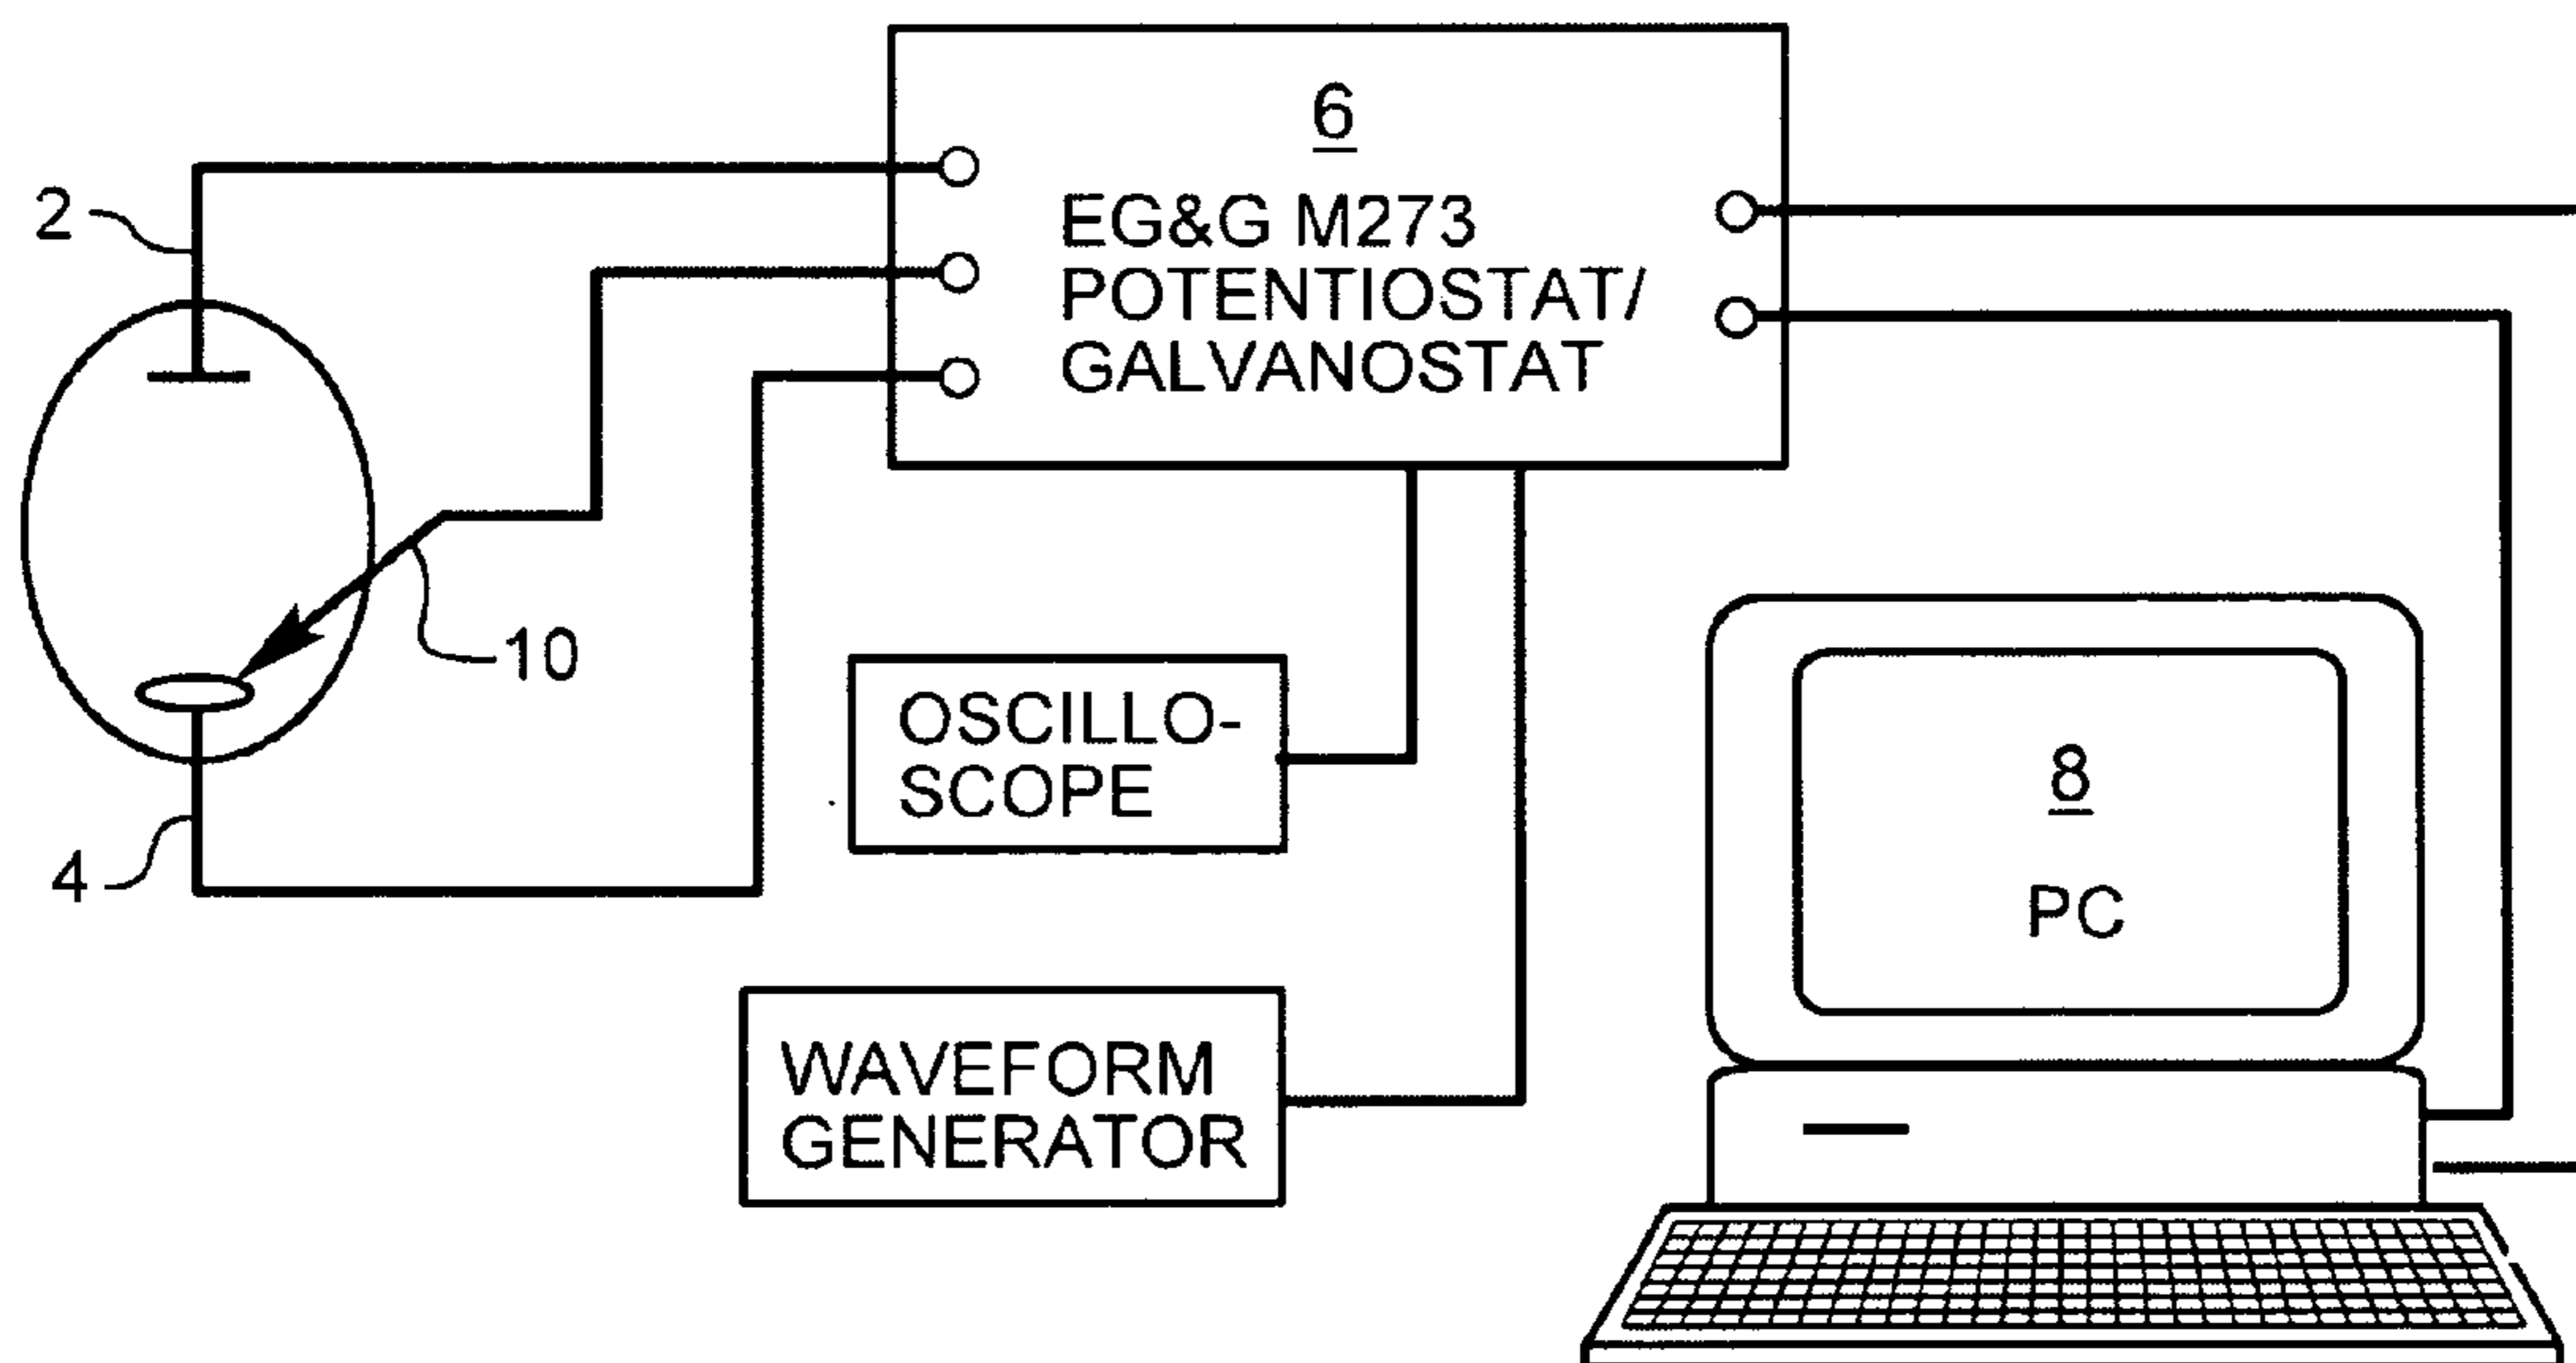 6
EG&G M273
POTENTIOSTAT/
GALVANOSTAT
2
10
4
OSCILLO-
SCOPE
8
PC
WAVEFORM
GENERATOR